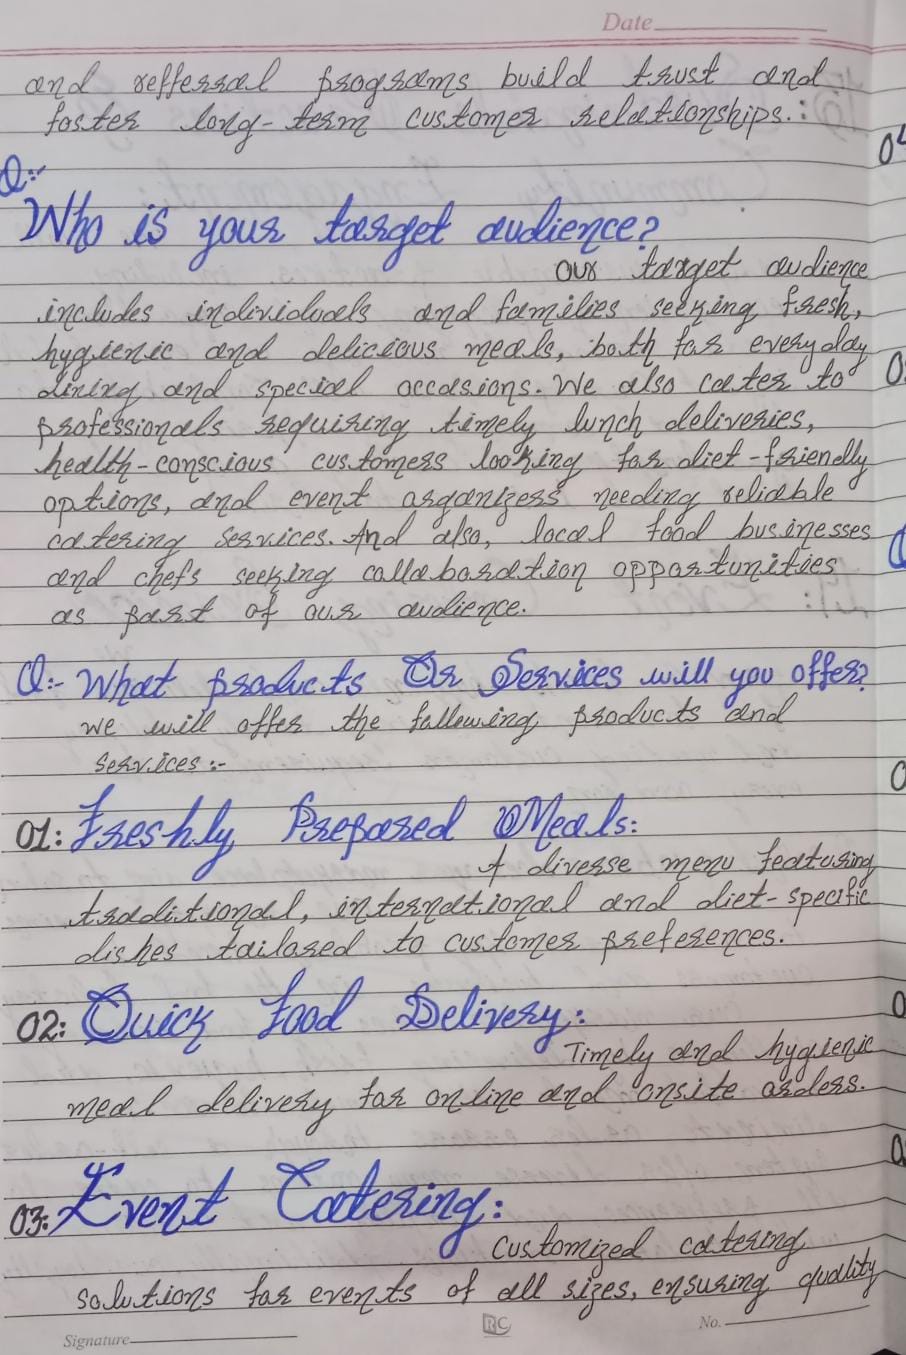 Date
and refferral programs build trust and
foster long-term customer relationships.:
Q:-
Who is your target audience?
our target audience
includes individuals and families seeking fresh,
hygienic and delicious meals, both for everyday
dining and special occasions. We also cater to
professionals requiring timely lunch deliveries,
health-conscious customers looking for diet-friendly
options, and event organizers needing reliable
catering services. And also, local food businesses
and chefs seeking collaboration opportunities
as part of our audience.
Q:- What products Or Services will you offer?
we will offer the following products and
services:-
01: Freshly Prepared Meals:
A diverse menu featuring
traditional, international and diet-specific
dishes tailored to customer preferences.
02: Quick Food Delivery:
Timely and hygienic
meal delivery for online and onsite orders.
03: Event Catering:
customized catering
solutions for events of all sizes, ensuring quality
Signature
RC
No.